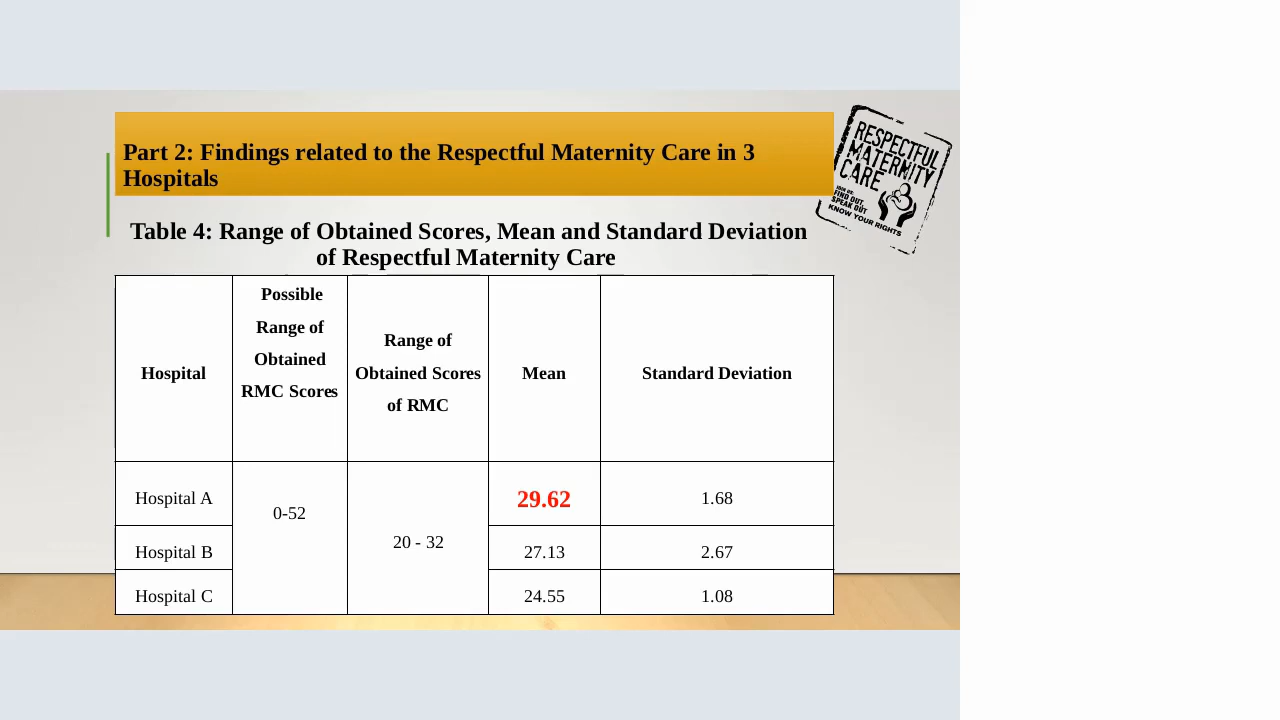 Part 2: Findings related to the Respectful Maternity Care in 3
Hospitals
RESPECTFUL
MATERNITY
CARE
JOIN US:
FIND OUT
SPEAK OUT
KNOW YOUR RIGHTS
Table 4: Range of Obtained Scores, Mean and Standard Deviation
of Respectful Maternity Care
Hospital
Possible
Range of
Obtained
RMC Scores
Range of
Obtained Scores
of RMC
Mean
Standard Deviation
Hospital A
0-52
20 - 32
29.62
1.68
Hospital B
27.13
2.67
Hospital C
24.55
1.08